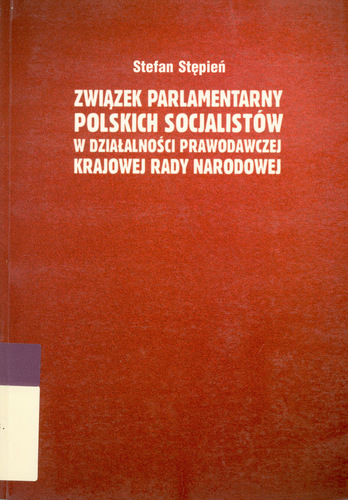 Stefan Stępień
ZWIĄZEK PARLAMENTARNY
POLSKICH SOCJALISTÓW
W DZIAŁALNOŚCI PRAWODAWCZEJ
KRAJOWEJ RADY NARODOWEJ